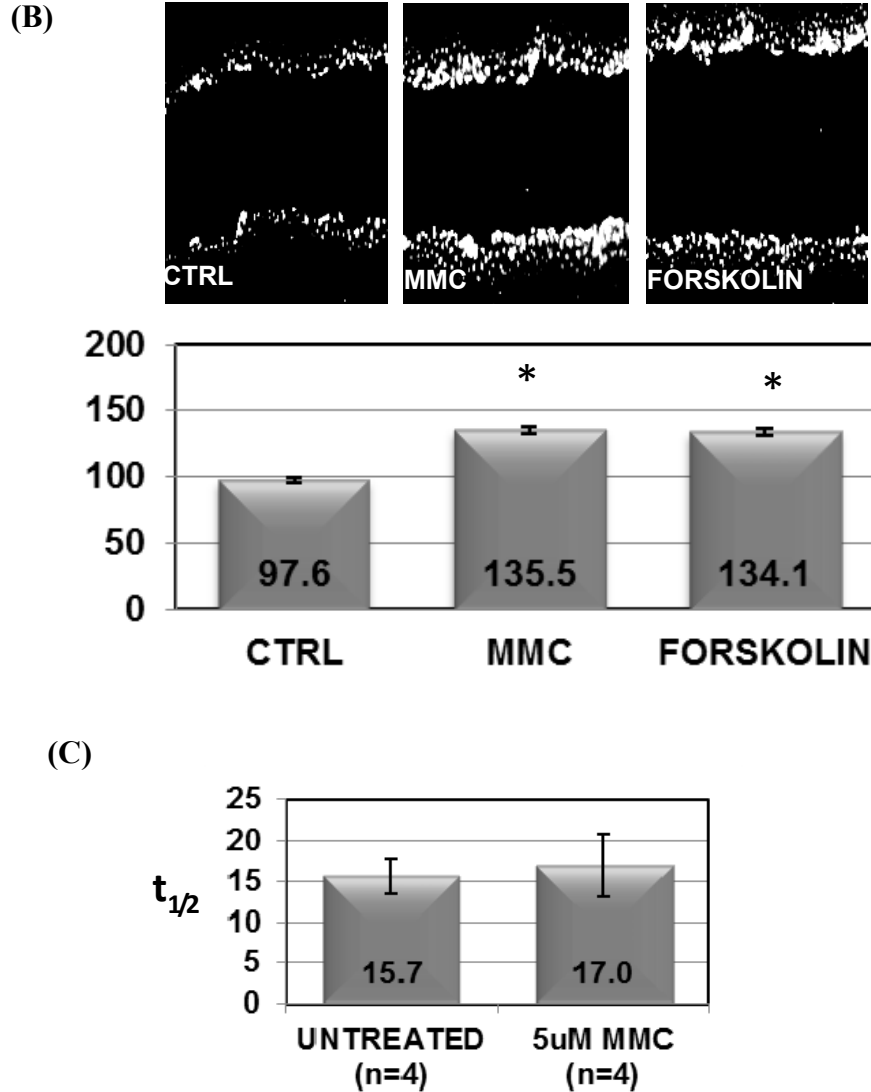 (B)
CTRL MMC FORSKOLIN
200
*
*
150
100
50
97.6 135.5 134.1
0
CTRL MMC FORSKOLIN
(C)
25
20
t1/2
15
10
5
15.7 17.0
0
UNTREATED 5uM MMC
(n=4) (n=4)